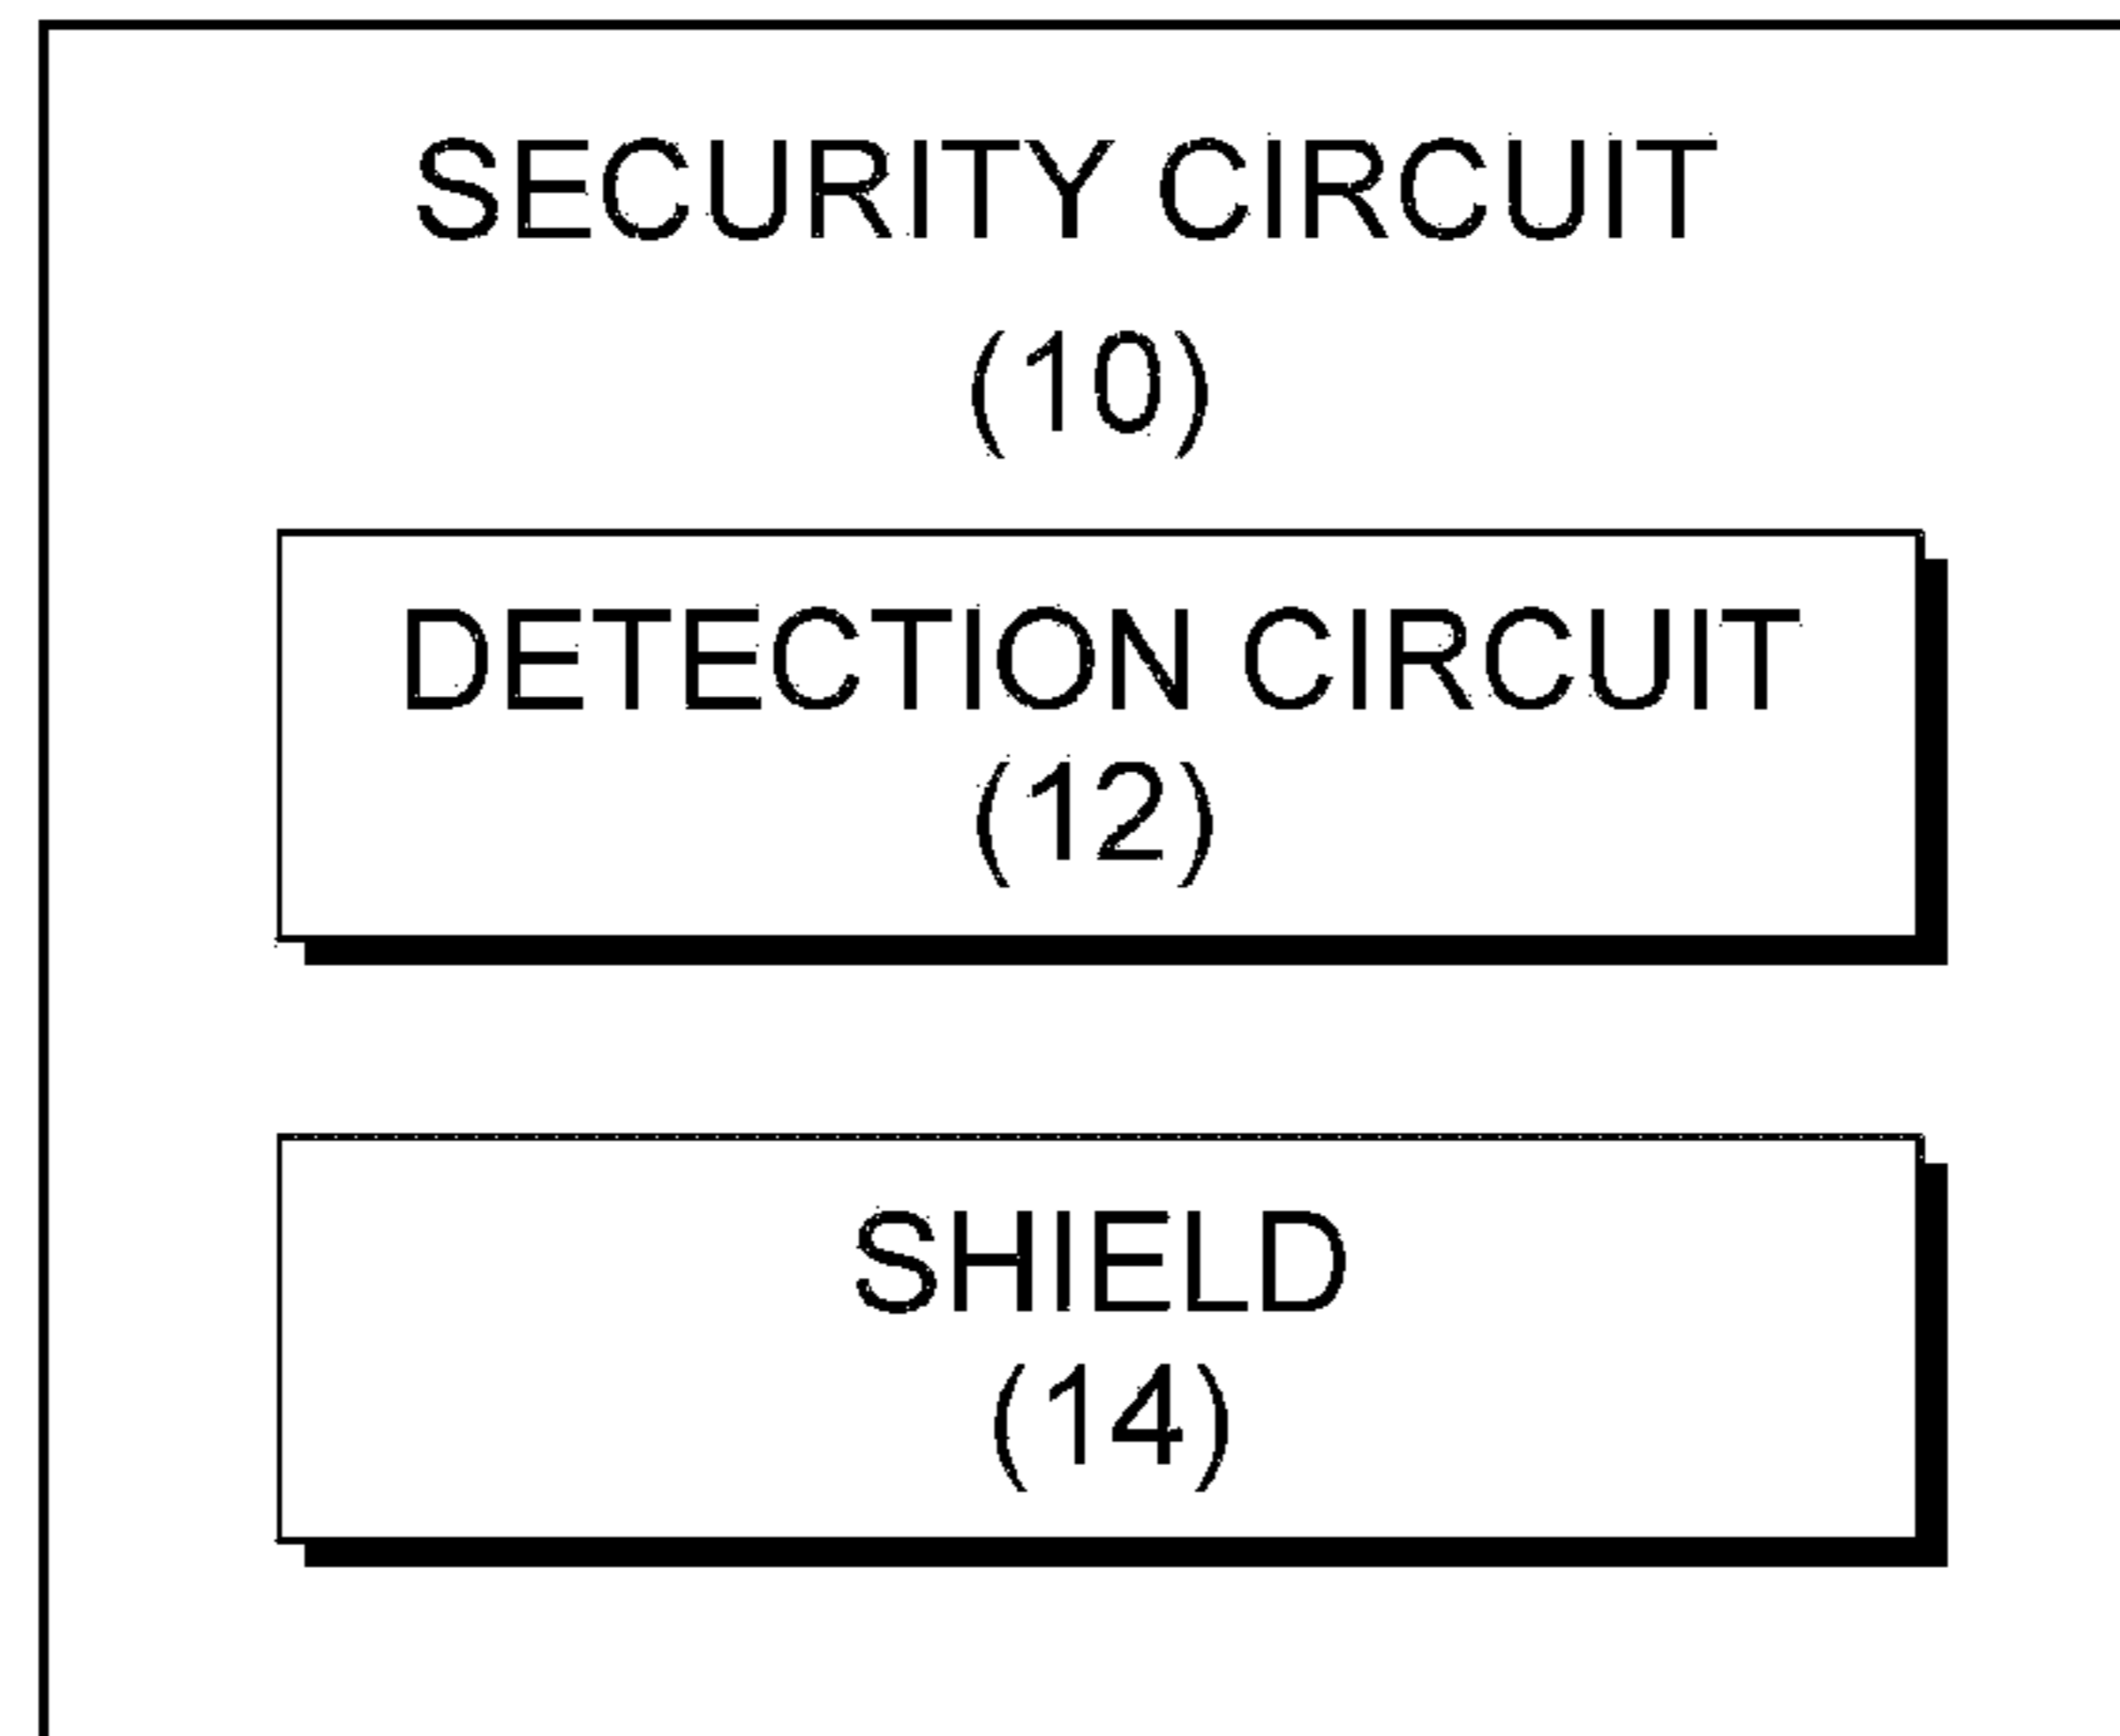 SECURITY CIRCUIT
(10)
DETECTION CIRCUIT
(12)
SHIELD
(14)